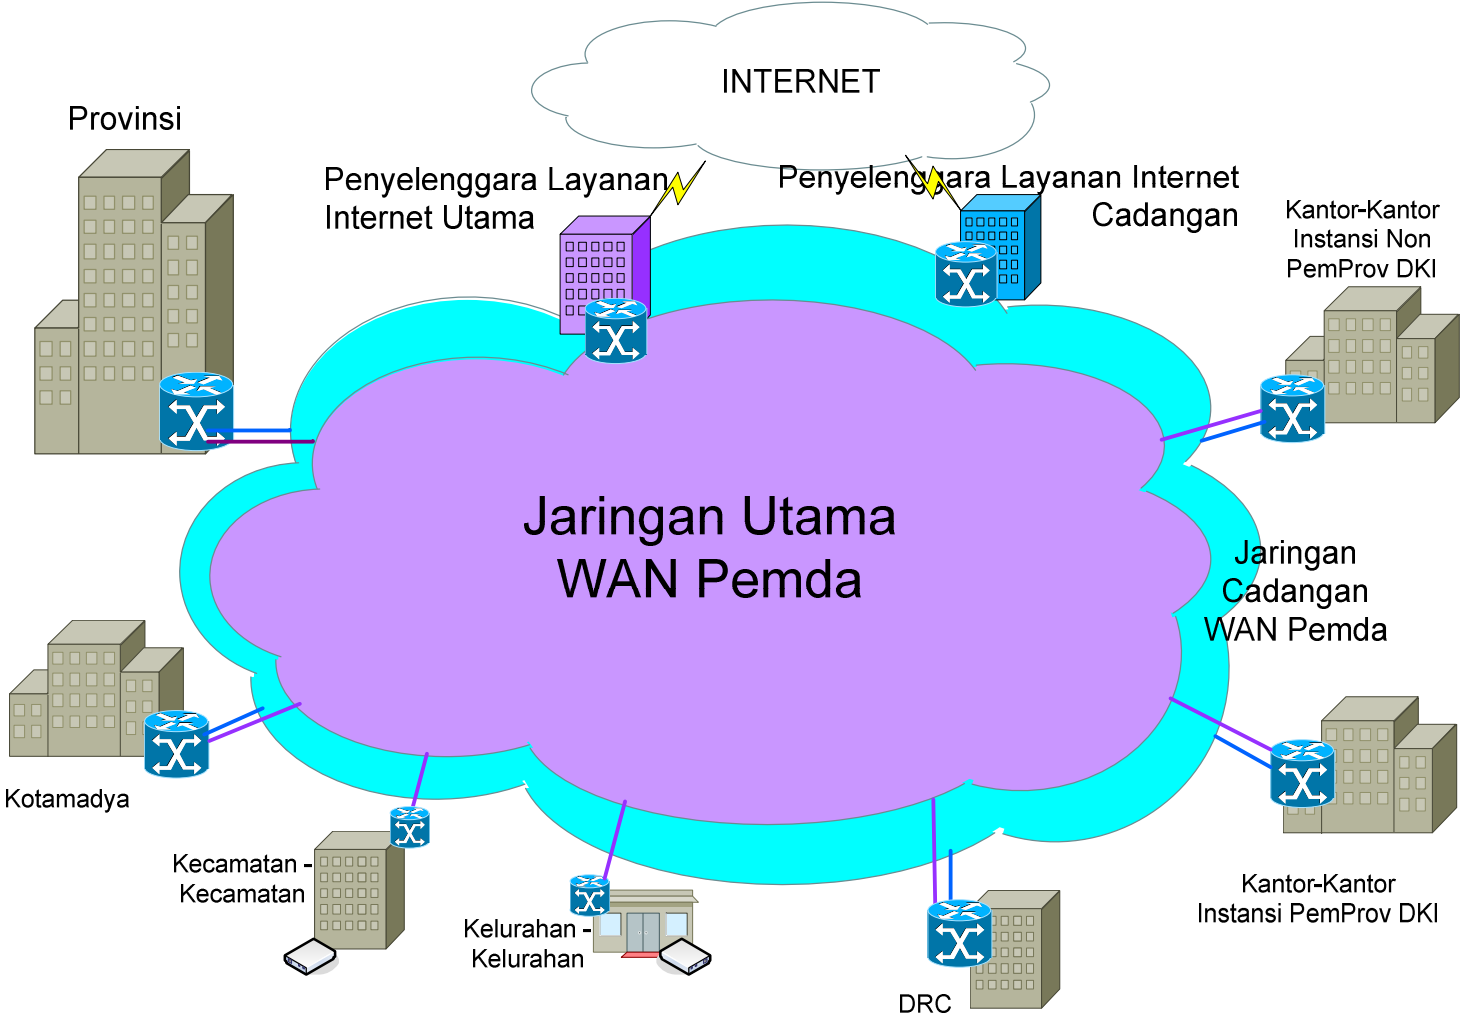 INTERNET
Provinsi
Penyelenggara Layanan
Internet Utama
Penyelenggara Layanan Internet
Cadangan
Kantor-Kantor
Instansi Non
PemProv DKI
Jaringan Utama
WAN Pemda
Jaringan
Cadangan
WAN Pemda
Kotamadya
Kecamatan -
Kecamatan
Kelurahan -
Kelurahan
DRC
Kantor-Kantor
Instansi PemProv DKI